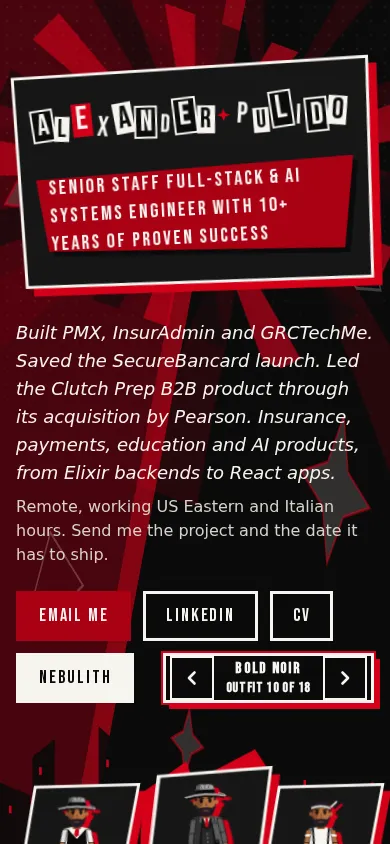 ALEXANDER✦PULIDO
SENIOR STAFF FULL-STACK & AI
SYSTEMS ENGINEER WITH 10+
YEARS OF PROVEN SUCCESS
Built PMX, InsurAdmin and GRCTechMe.
Saved the SecureBancard launch. Led
the Clutch Prep B2B product through
its acquisition by Pearson. Insurance,
payments, education and AI products,
from Elixir backends to React apps.
Remote, working US Eastern and Italian
hours. Send me the project and the date it
has to ship.
EMAIL ME
LINKEDIN
CV
NEBULITH
BOLD NOIR
OUTFIT 10 OF 18